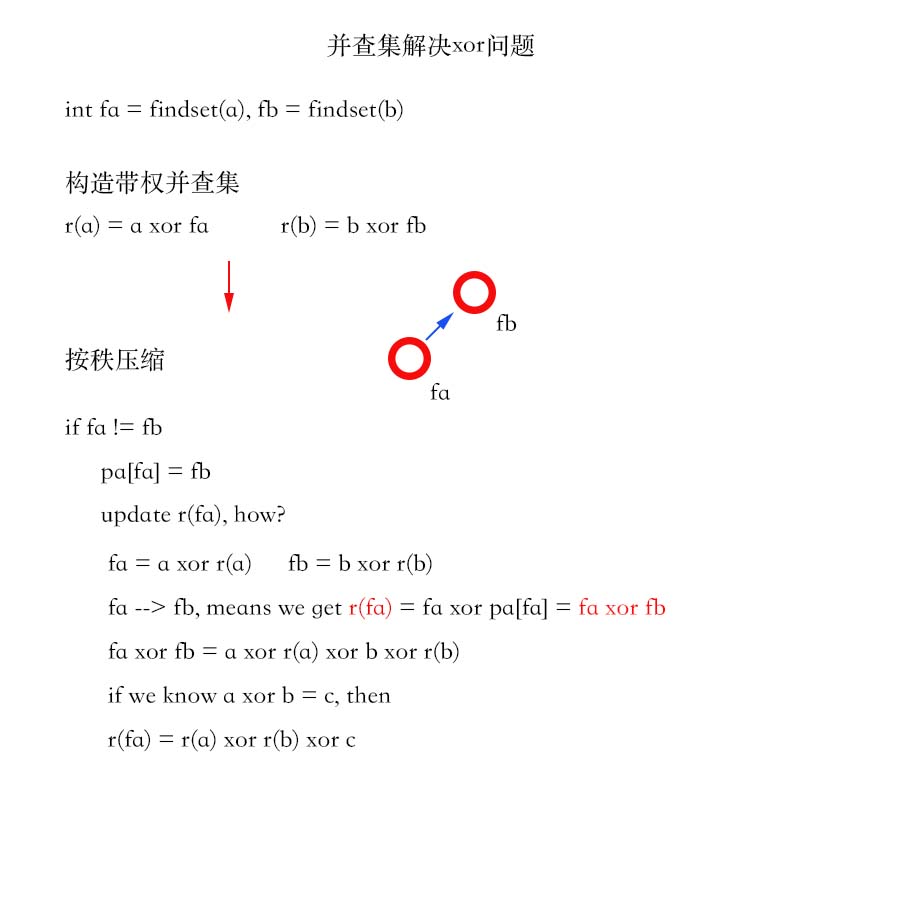 并查集解决xor问题
int fa = findset(a), fb = findset(b)
构造带权并查集
r(a) = a xor fa r(b) = b xor fb
fb
按秩压缩
fa
if fa != fb
pa[fa] = fb
update r(fa), how?
fa = a xor r(a) fb = b xor r(b)
fa --> fb, means we get r(fa) = fa xor pa[fa] = fa xor fb
fa xor fb = a xor r(a) xor b xor r(b)
if we know a xor b = c, then
r(fa) = r(a) xor r(b) xor c